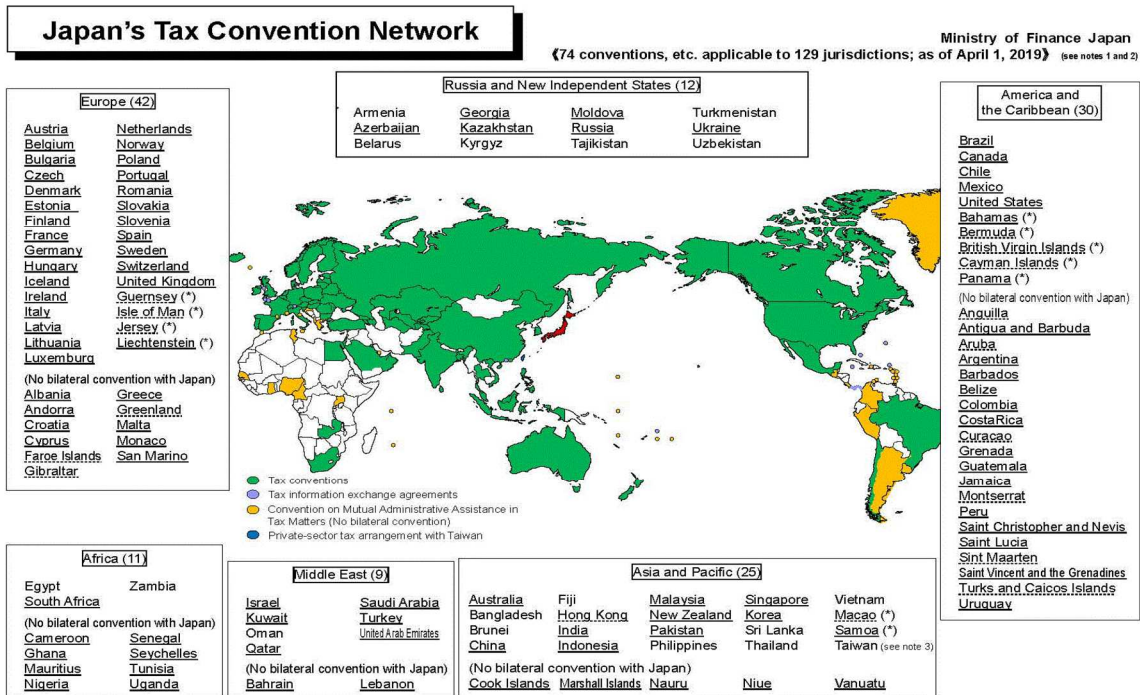 Japan's Tax Convention Network
Ministry of Finance Japan
《74 conventions, etc. applicable to 129 jurisdictions; as of April 1, 2019》 (see notes 1 and 2)
Russia and New Independent States (12)
Armenia Georgia Moldova Turkmenistan
Azerbaijan Kazakhstan Russia Ukraine
Belarus Kyrgyz Tajikistan Uzbekistan
Europe (42)
Austria Netherlands
Belgium Norway
Bulgaria Poland
Czech Portugal
Denmark Romania
Estonia Slovakia
Finland Slovenia
France Spain
Germany Sweden
Hungary Switzerland
Iceland United Kingdom
Ireland Guernsey (*)
Italy Isle of Man (*)
Latvia Jersey (*)
Lithuania Liechtenstein (*)
Luxemburg
(No bilateral convention with Japan)
Albania Greece
Andorra Greenland
Croatia Malta
Cyprus Monaco
Faroe Islands San Marino
Gibraltar
America and
the Caribbean (30)
Brazil
Canada
Chile
Mexico
United States
Bahamas (*)
Bermuda (*)
British Virgin Islands (*)
Cayman Islands (*)
Panama (*)
(No bilateral convention with Japan)
Anguilla
Antigua and Barbuda
Aruba
Argentina
Barbados
Belize
Colombia
CostaRica
Curacao
Grenada
Guatemala
Jamaica
Montserrat
Peru
Saint Christopher and Nevis
Saint Lucia
Sint Maarten
Saint Vincent and the Grenadines
Turks and Caicos Islands
Uruguay
Tax conventions
Tax information exchange agreements
Convention on Mutual Administrative Assistance in
Tax Matters (No bilateral convention)
Private-sector tax arrangement with Taiwan
Africa (11)
Egypt Zambia
South Africa
(No bilateral convention with Japan)
Cameroon Senegal
Ghana Seychelles
Mauritius Tunisia
Nigeria Uganda
Middle East (9)
Israel Saudi Arabia
Kuwait Turkey
Oman United Arab Emirates
Qatar
(No bilateral convention with Japan)
Bahrain Lebanon
Asia and Pacific (25)
Australia Fiji Malaysia Singapore Vietnam
Bangladesh Hong Kong New Zealand Korea Macao (*)
Brunei India Pakistan Sri Lanka Samoa (*)
China Indonesia Philippines Thailand Taiwan (see note 3)
(No bilateral convention with Japan)
Cook Islands Marshall Islands Nauru Niue Vanuatu